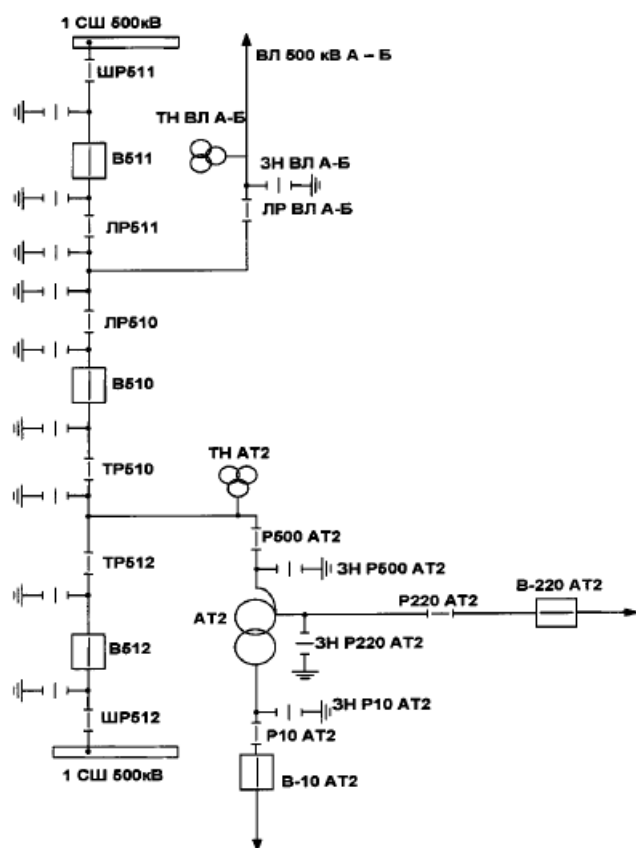 1 СШ 500кВ
ШР511
ВЛ 500 кВ А – Б
ТН ВЛ А-Б
В511
ЗН ВЛ А-Б
ЛР ВЛ А-Б
ЛР511
ЛР510
В510
ТН АТ2
ТР510
Р500 АТ2
ТР512
ЗН Р500 АТ2
В-220 АТ2
Р220 АТ2
АТ2
ЗН Р220 АТ2
В512
ЗН Р10 АТ2
ШР512
Р10 АТ2
1 СШ 500кВ
В-10 АТ2